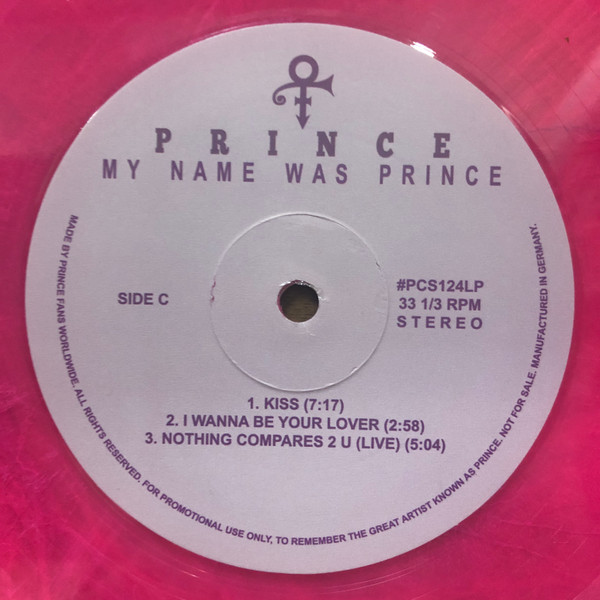 PRINCE
MY NAME WAS PRINCE
SIDE C
#PCS124LP
33 1/3 RPM
STEREO
1. KISS (7:17)
2. I WANNA BE YOUR LOVER (2:58)
3. NOTHING COMPARES 2 U (LIVE) (5:04)
MADE BY PRINCE FANS WORLDWIDE. ALL RIGHTS RESERVED. FOR PROMOTIONAL USE ONLY, TO REMEMBER THE GREAT ARTIST KNOWN AS PRINCE. NOT FOR SALE. MANUFACTURED IN GERMANY.